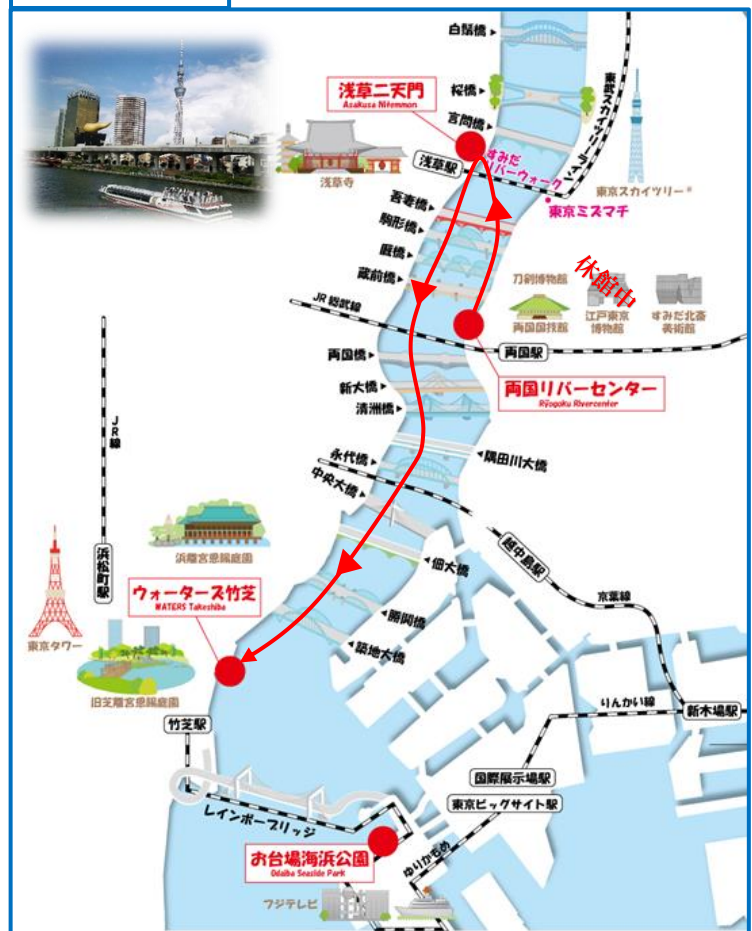 白鬚橋
桜橋
言問橋
浅草二天門
Asakusa Nitenmon
東武スカイツリーライン
浅草寺
浅草駅
すみだ
リバーウォーク
東京スカイツリー®
東京ミズマチ
吾妻橋
駒形橋
厩橋
蔵前橋
休館中
刀剣博物館
両国国技館
江戸東京
博物館
すみだ北斎
美術館
JR総武線
両国駅
両国橋
新大橋
清洲橋
両国リバーセンター
Ryogoku Rivercenter
JR線
隅田川大橋
永代橋
中央大橋
浜離宮恩賜庭園
浜松町駅
佃大橋
越中島駅
京葉線
ウォーターズ竹芝
WATERS Takeshiba
東京タワー
勝鬨橋
築地大橋
旧芝離宮恩賜庭園
竹芝駅
りんかい線
新木場駅
国際展示場駅
東京ビッグサイト駅
レインボーブリッジ
お台場海浜公園
Odaiba Seaside Park
ゆりかもめ
フジテレビ